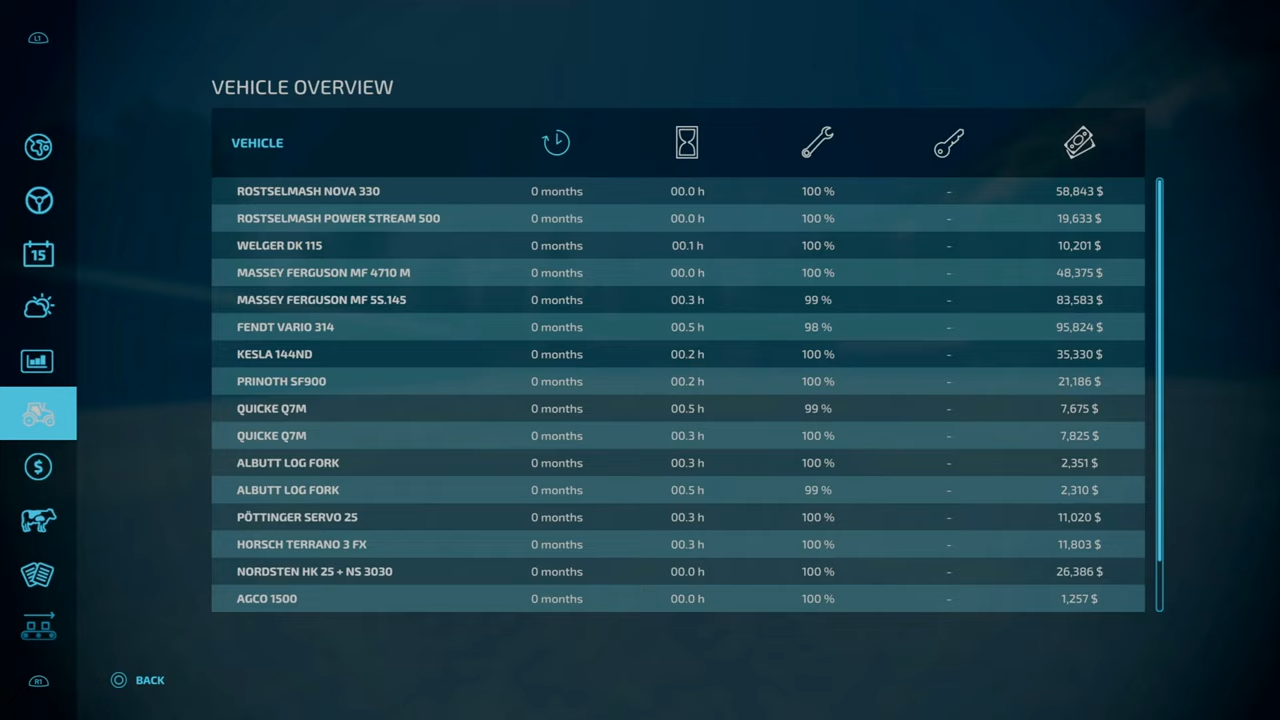 L1
VEHICLE OVERVIEW
VEHICLE
ROSTSELMASH NOVA 330 0 months 00.0 h 100 % - 58,843 $
ROSTSELMASH POWER STREAM 500 0 months 00.0 h 100 % - 19,633 $
WELGER DK 115 0 months 00.1 h 100 % - 10,201 $
MASSEY FERGUSON MF 4710 M 0 months 00.0 h 100 % - 48,375 $
MASSEY FERGUSON MF 5S.145 0 months 00.3 h 99 % - 83,583 $
FENDT VARIO 314 0 months 00.5 h 98 % - 95,824 $
KESLA 144ND 0 months 00.2 h 100 % - 35,330 $
PRINOTH SF900 0 months 00.2 h 100 % - 21,186 $
QUICKE Q7M 0 months 00.5 h 99 % - 7,675 $
QUICKE Q7M 0 months 00.3 h 100 % - 7,825 $
ALBUTT LOG FORK 0 months 00.3 h 100 % - 2,351 $
ALBUTT LOG FORK 0 months 00.5 h 99 % - 2,310 $
PÖTTINGER SERVO 25 0 months 00.3 h 100 % - 11,020 $
HORSCH TERRANO 3 FX 0 months 00.3 h 100 % - 11,803 $
NORDSTEN HK 25 + NS 3030 0 months 00.0 h 100 % - 26,386 $
AGCO 1500 0 months 00.0 h 100 % - 1,257 $
15
$
R1
BACK